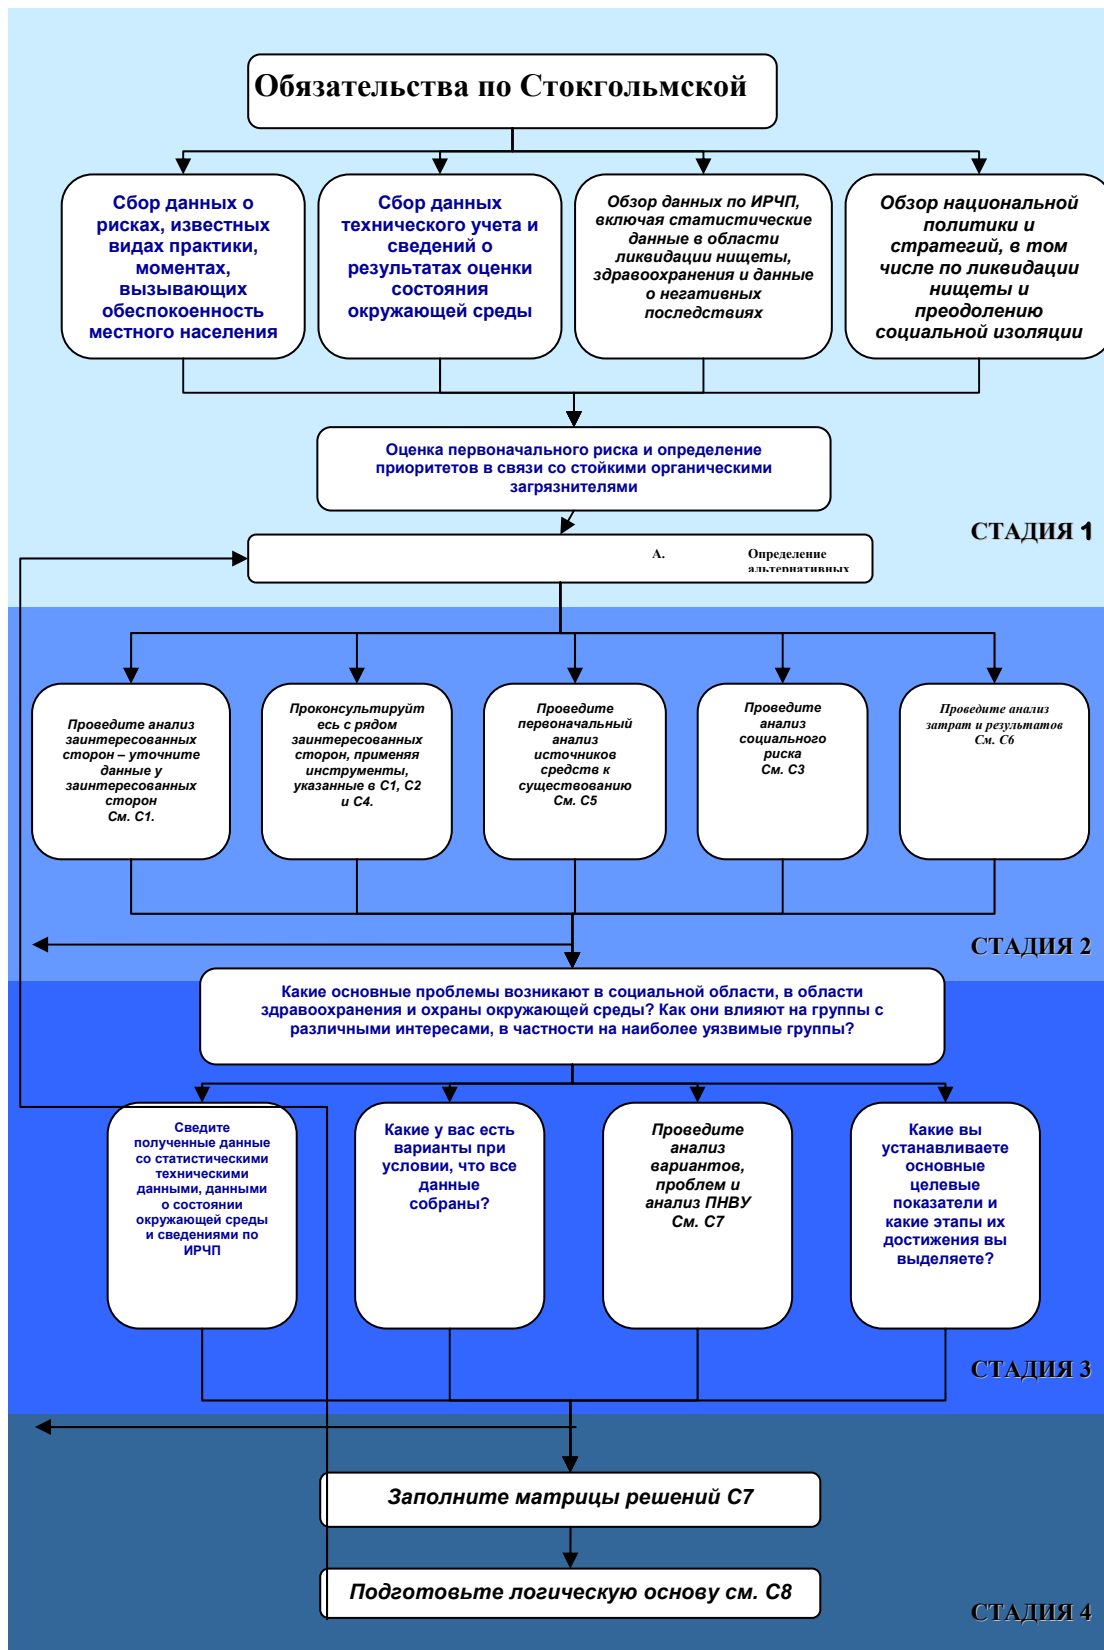 Обязательства по Стокгольмской
Сбор данных о
рисках, известных
видах практики,
моментах,
вызывающих
обеспокоенность
местного населения
Сбор данных
технического учета и
сведений о
результатах оценки
состояния
окружающей среды
Обзор данных по ИРЧП,
включая статистические
данные в области
ликвидации нищеты,
здравоохранения и данные
о негативных
последствиях
Обзор национальной
политики и
стратегий, в том
числе по ликвидации
нищеты и
преодолению
социальной изоляции
Оценка первоначального риска и определение
приоритетов в связи со стойкими органическими
загрязнителями
СТАДИЯ 1
А. Определение
альтернативных
Проведите анализ
заинтересованных
сторон – уточните
данные у
заинтересованных
сторон
См. С1.
Проконсультируйт
есь с рядом
заинтересованных
сторон, применяя
инструменты,
указанные в С1, С2
и С4.
Проведите
первоначальный
анализ
источников
средств к
существованию
См. С5
Проведите
анализ
социального
риска
См. С3
Проведите анализ
затрат и результатов
См. С6
СТАДИЯ 2
Какие основные проблемы возникают в социальной области, в области
здравоохранения и охраны окружающей среды? Как они влияют на группы с
различными интересами, в частности на наиболее уязвимые группы?
Сведите
полученные данные
со статистическими
техническими
данными, данными
о состоянии
окружающей среды
и сведениями по
ИРЧП
Какие у вас есть
варианты при
условии, что все
данные
собраны?
Проведите
анализ
вариантов,
проблем и
анализ ПНВУ
См. С7
Какие вы
устанавливаете
основные
целевые
показатели и
какие этапы их
достижения вы
выделяете?
СТАДИЯ 3
Заполните матрицы решений С7
Подготовьте логическую основу см. С8
СТАДИЯ 4